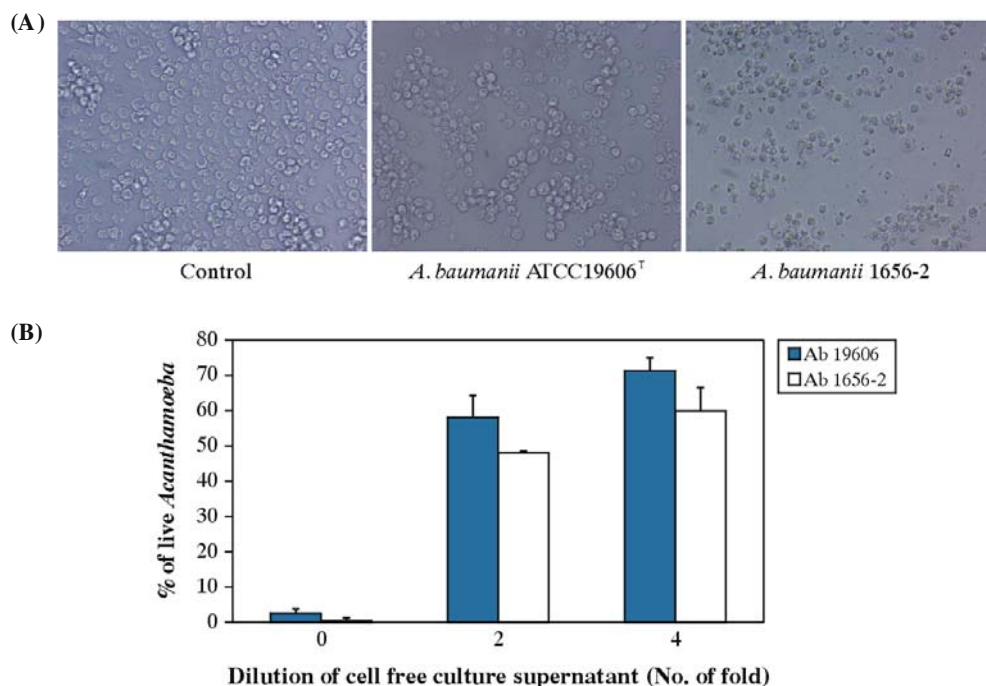 (A)
Control
A. baumanii ATCC19606ᵀ
A. baumanii 1656-2
(B)
80
70
60
50
40
30
20
10
0
% of live Acanthamoeba
0
2
4
Dilution of cell free culture supernatant (No. of fold)
Ab 19606
Ab 1656-2